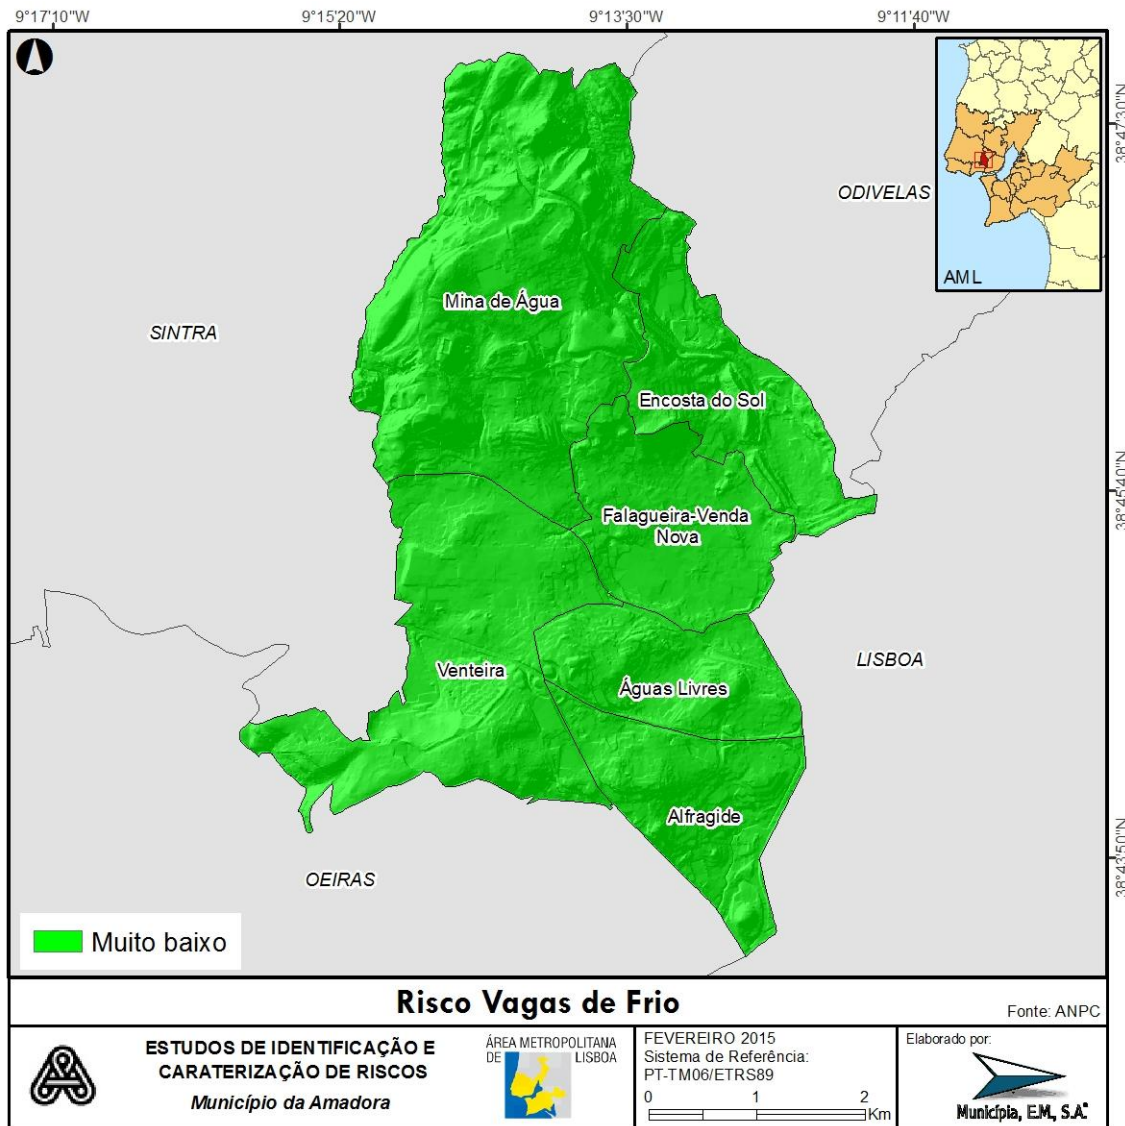 9°17'10"W
9°15'20"W
9°13'30"W
9°11'40"W
38°47'30"N
ODIVELAS
AML
Mina de Água
SINTRA
Encosta do Sol
38°45'40"N
Falagueira-Venda
Nova
LISBOA
Venteira
Águas Livres
Alfragide
38°43'50"N
OEIRAS
Muito baixo
Risco Vagas de Frio
Fonte: ANPC
ESTUDOS DE IDENTIFICAÇÃO E
CARATERIZAÇÃO DE RISCOS
Município da Amadora
ÁREA METROPOLITANA
DE LISBOA
FEVEREIRO 2015
Sistema de Referência:
PT-TM06/ETRS89
0 1 2
Km
Elaborado por:
Município, E.M., S.A.